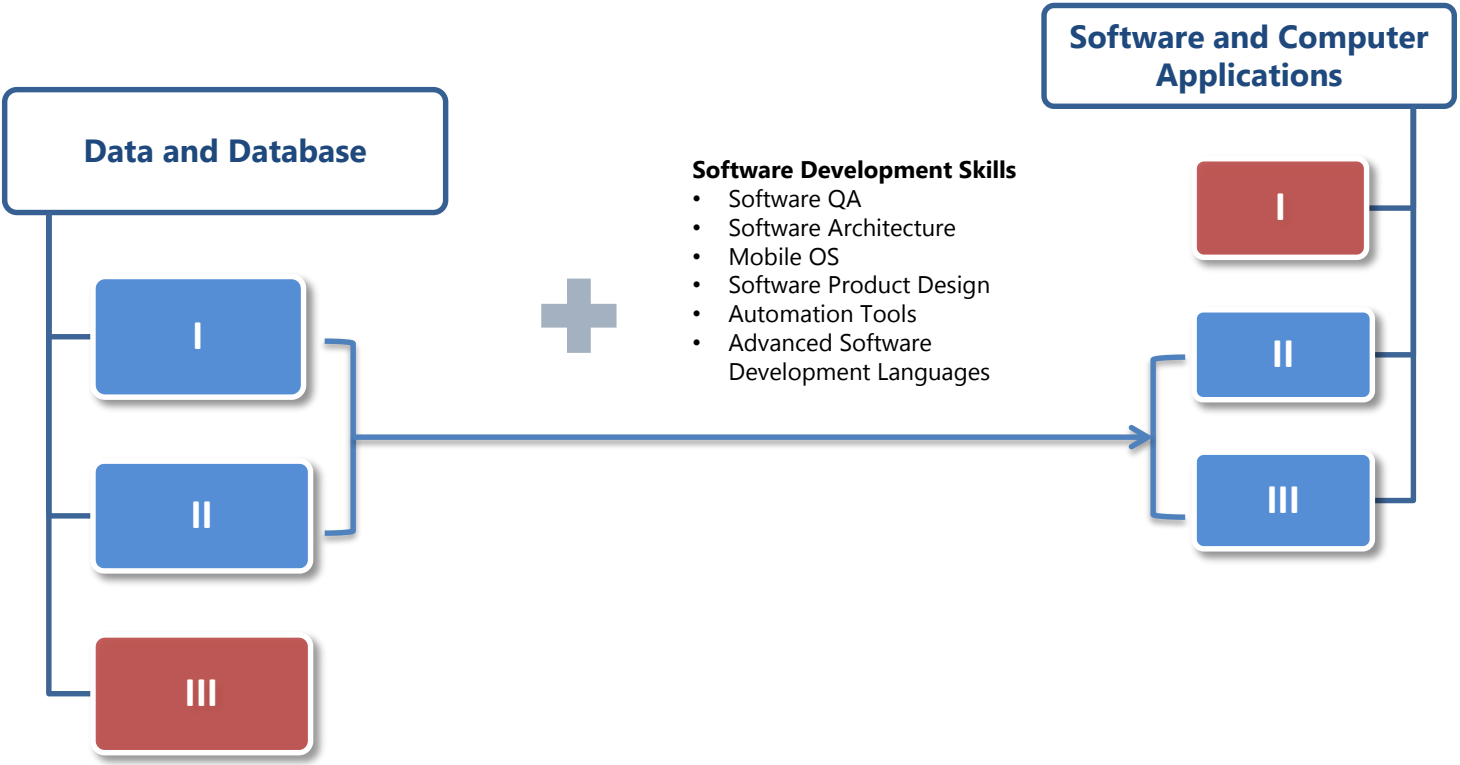 Software and Computer
Applications
Data and Database
Software Development Skills
• Software QA
• Software Architecture
• Mobile OS
• Software Product Design
• Automation Tools
• Advanced Software
Development Languages
I
II
III
I
II
III